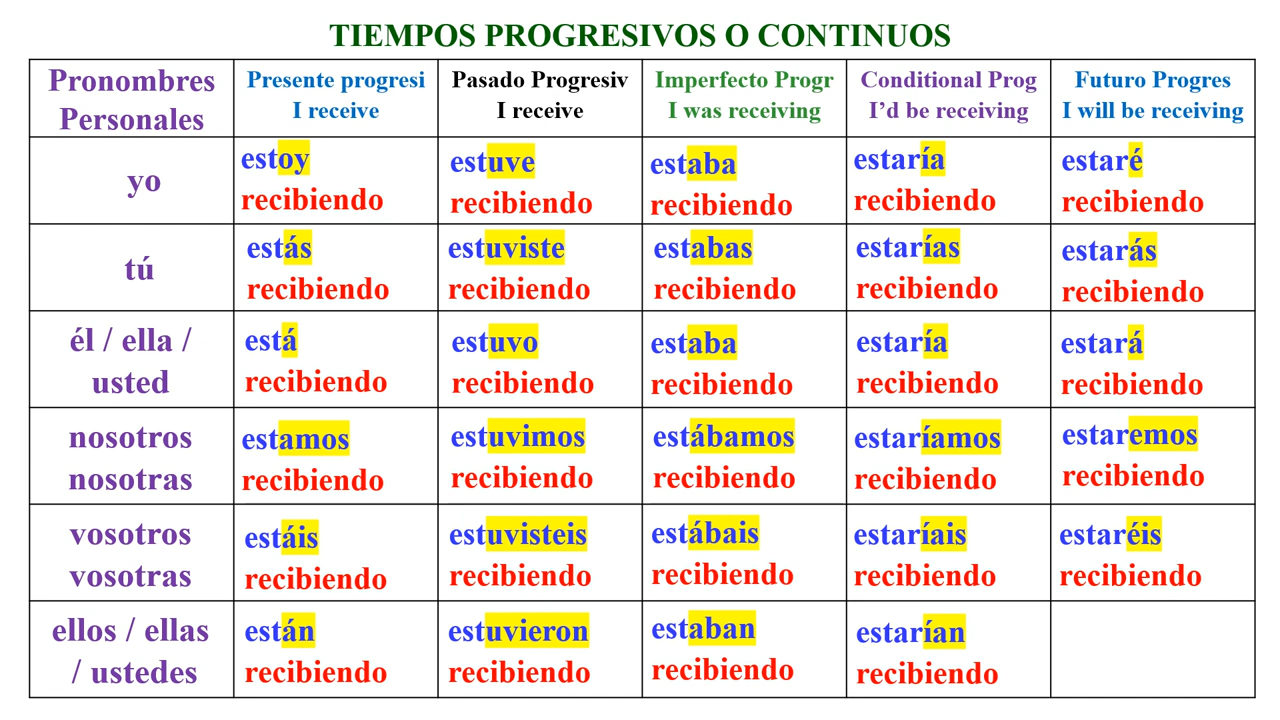 TIEMPOS PROGRESIVOS O CONTINUOS
Pronombres
Personales
Presente progresi
I receive
Pasado Progresiv
I receive
Imperfecto Progr
I was receiving
Conditional Prog
I'd be receiving
Futuro Progres
I will be receiving
yo
estoy
recibiendo
estuve
recibiendo
estaba
recibiendo
estaría
recibiendo
estaré
recibiendo
tú
estás
recibiendo
estuviste
recibiendo
estabas
recibiendo
estarías
recibiendo
estarás
recibiendo
él / ella /
usted
está
recibiendo
estuvo
recibiendo
estaba
recibiendo
estaría
recibiendo
estará
recibiendo
nosotros
nosotras
estamos
recibiendo
estuvimos
recibiendo
estábamos
recibiendo
estaríamos
recibiendo
estaremos
recibiendo
vosotros
vosotras
estáis
recibiendo
estuvisteis
recibiendo
estábais
recibiendo
estaríais
recibiendo
estaréis
recibiendo
ellos / ellas
/ ustedes
están
recibiendo
estuvieron
recibiendo
estaban
recibiendo
estarían
recibiendo